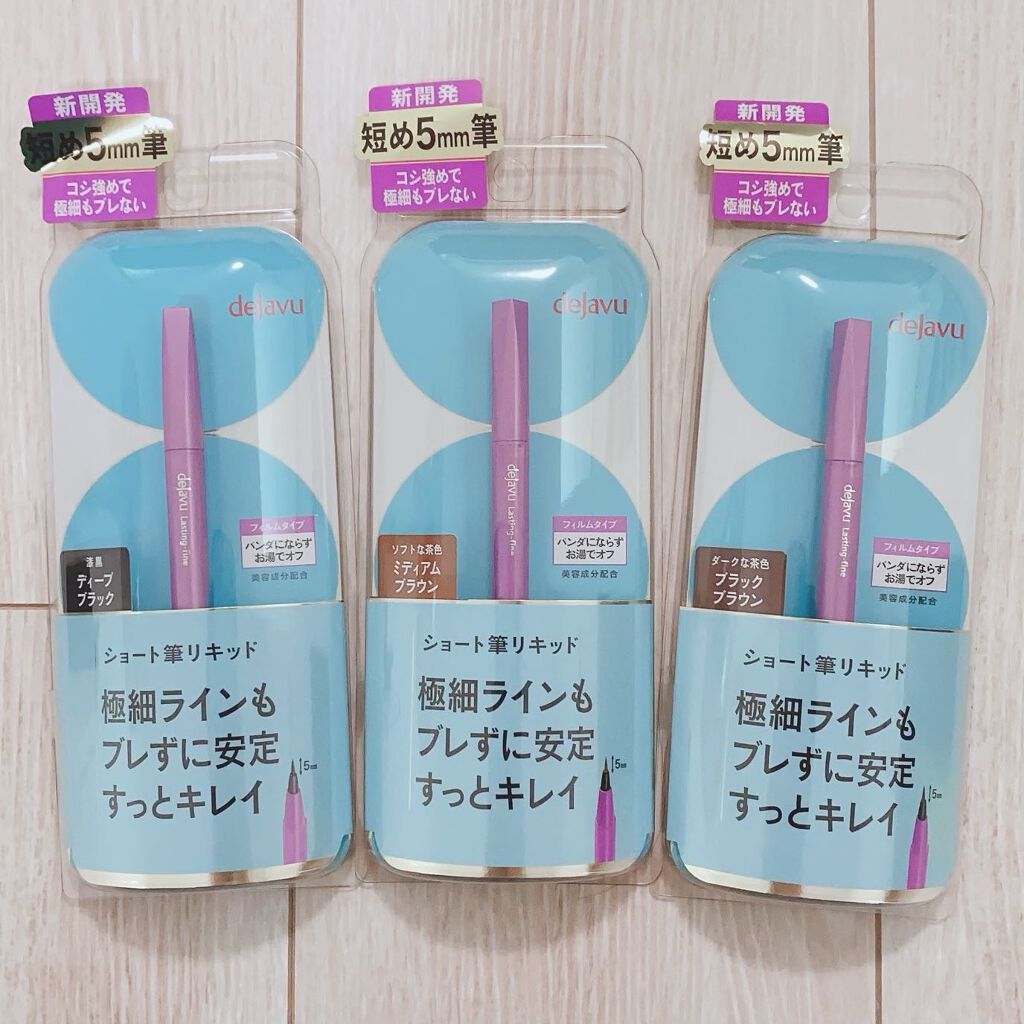 新開発
短め5mm筆
コシ強めで
極細もブレない
dejavu
dejavu Lasting-fine
フィルムタイプ
パンダにならず
お湯でオフ
美容成分配合
漆黒
ディープ
ブラック
ショート筆リキッド
極細ラインも
ブレずに安定
すっとキレイ
5mm
新開発
短め5mm筆
コシ強めで
極細もブレない
dejavu
dejavu Lasting-fine
フィルムタイプ
パンダにならず
お湯でオフ
美容成分配合
ソフトな茶色
ミディアム
ブラウン
ショート筆リキッド
極細ラインも
ブレずに安定
すっとキレイ
5mm
新開発
短め5mm筆
コシ強めで
極細もブレない
dejavu
dejavu Lasting-fine
フィルムタイプ
パンダにならず
お湯でオフ
美容成分配合
ダークな茶色
ブラック
ブラウン
ショート筆リキッド
極細ラインも
ブレずに安定
すっとキレイ
5mm